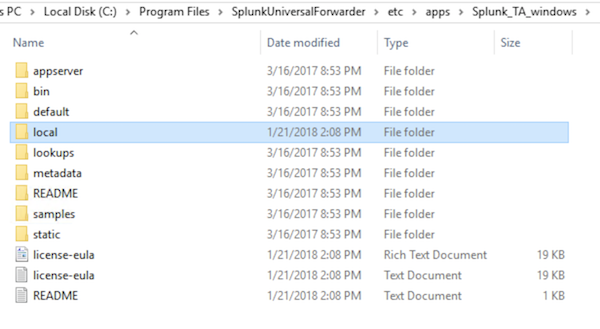 s PC > Local Disk (C:) > Program Files > SplunkUniversalForwarder > etc > apps > Splunk_TA_windows >
Name Date modified Type Size
appserver 3/16/2017 8:53 PM File folder
bin 3/16/2017 8:53 PM File folder
default 3/16/2017 8:53 PM File folder
local 1/21/2018 2:08 PM File folder
lookups 3/16/2017 8:53 PM File folder
metadata 3/16/2017 8:53 PM File folder
README 3/16/2017 8:53 PM File folder
samples 3/16/2017 8:53 PM File folder
static 3/16/2017 8:53 PM File folder
license-eula 1/21/2018 2:08 PM Rich Text Document 19 KB
license-eula 1/21/2018 2:08 PM Text Document 19 KB
README 1/21/2018 2:08 PM Text Document 1 KB